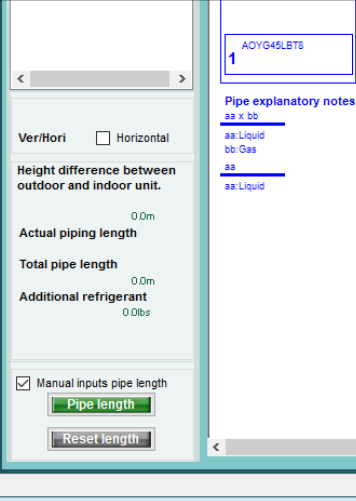 Ver/Hori Horizontal
Height difference between
outdoor and indoor unit.
0.0m
Actual piping length
Total pipe length
0.0m
Additional refrigerant
0.0lbs
Manual inputs pipe length
Pipe length
Reset length
AOYG45LBT8
1
Pipe explanatory notes
aa x bb
aa:Liquid
bb:Gas
aa
aa:Liquid